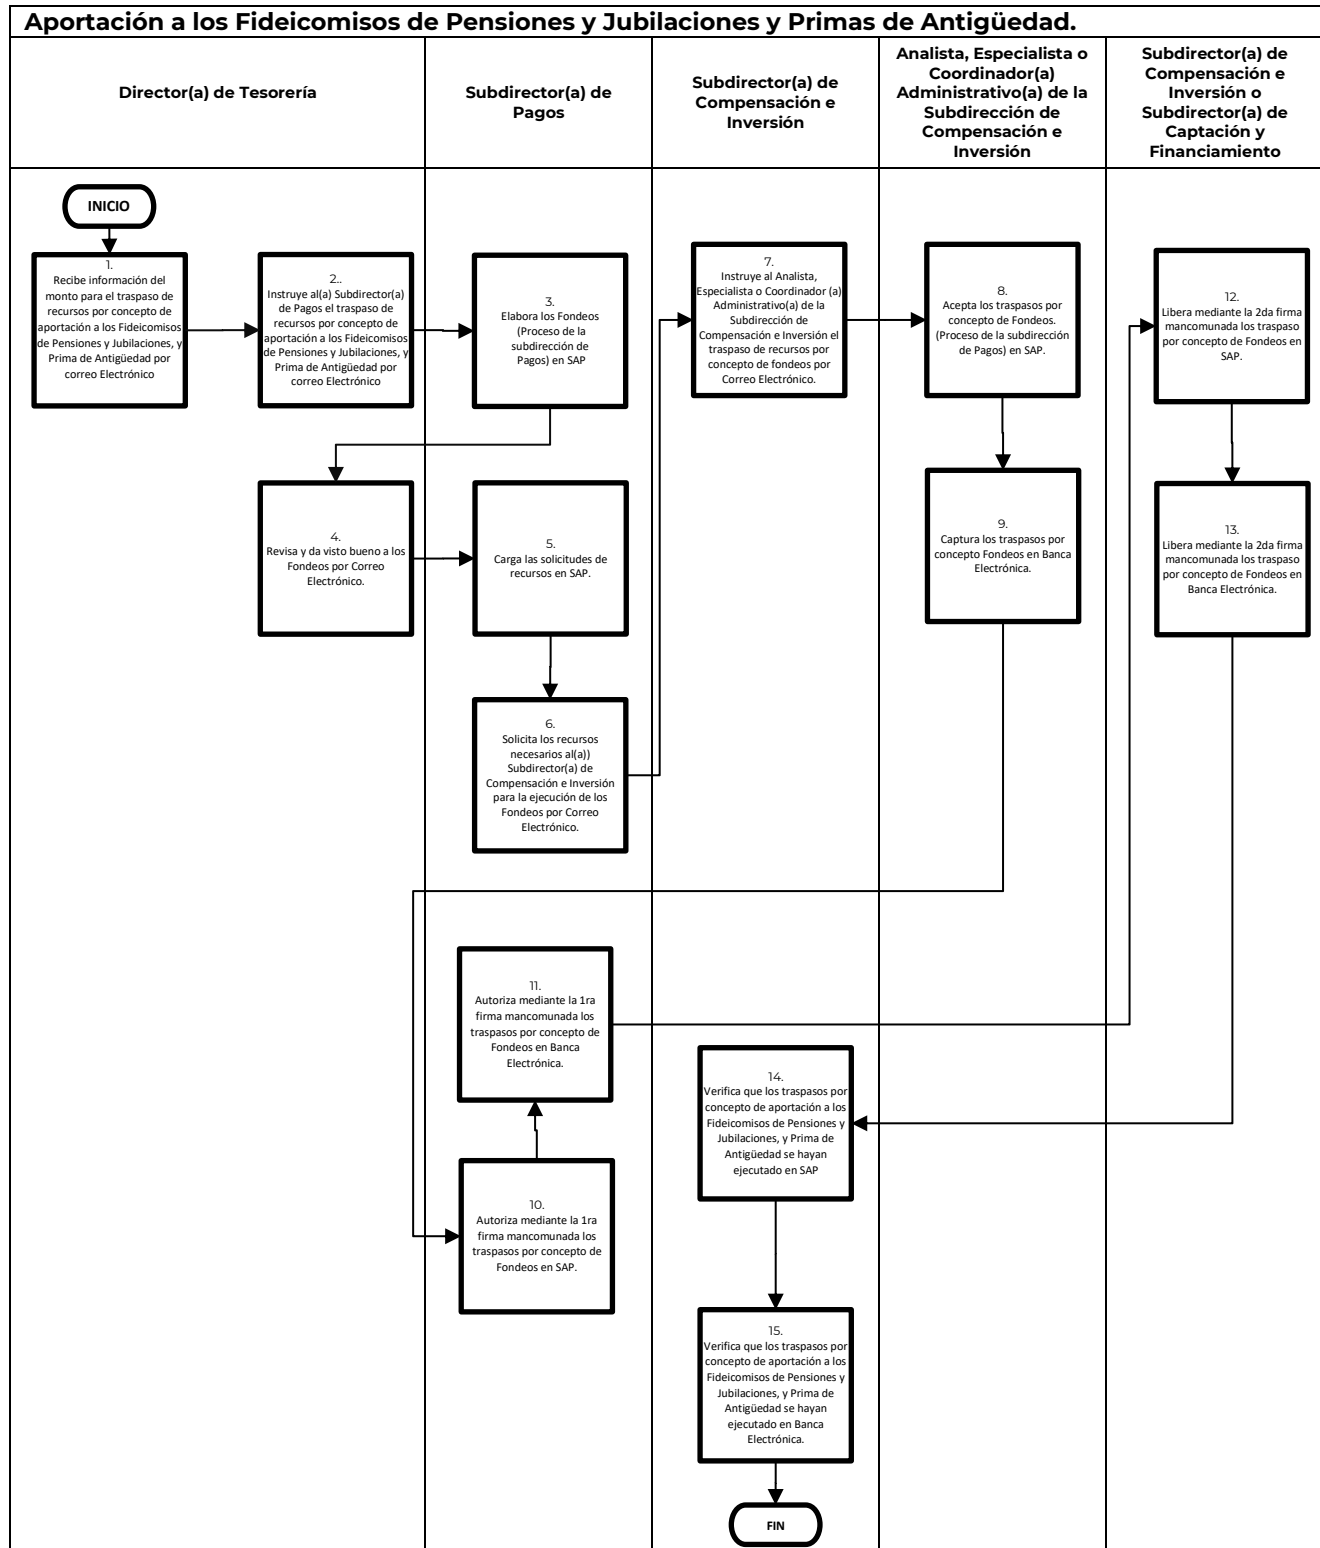 Aportación a los Fideicomisos de Pensiones y Jubilaciones y Primas de Antigüedad.
Director(a) de Tesorería
Subdirector(a) de
Pagos
Subdirector(a) de
Compensación e
Inversión
Analista, Especialista o
Coordinador(a)
Administrativo(a) de la
Subdirección de
Compensación e
Inversión
Subdirector(a) de
Compensación e
Inversión o
Subdirector(a) de
Captación y
Financiamiento
INICIO
1.
Recibe información del
monto para el traspaso de
recursos por concepto de
aportación a los Fideicomisos
de Pensiones y Jubilaciones, y
Prima de Antigüedad por
correo Electrónico
2..
Instruye al(a) Subdirector(a)
de Pagos el traspaso de
recursos por concepto de
aportación a los Fideicomisos
de Pensiones y Jubilaciones, y
Prima de Antigüedad por
correo Electrónico
3.
Elabora los Fondeos
(Proceso de la
subdirección de
Pagos) en SAP
4.
Revisa y da visto bueno a los
Fondeos por Correo
Electrónico.
5.
Carga las solicitudes de
recursos en SAP.
6.
Solicita los recursos
necesarios al(a))
Subdirector(a) de
Compensación e Inversión
para la ejecución de los
Fondeos por Correo
Electrónico.
7.
Instruye al Analista,
Especialista o Coordinador (a)
Administrativo(a) de la
Subdirección de
Compensación e Inversión el
traspaso de recursos por
concepto de fondeos por
Correo Electrónico.
8.
Acepta los traspasos por
concepto de Fondeos.
(Proceso de la subdirección
de Pagos) en SAP.
9.
Captura los traspasos por
concepto Fondeos en Banca
Electrónica.
10.
Autoriza mediante la 1ra
firma mancomunada los
traspasos por concepto de
Fondeos en SAP.
11.
Autoriza mediante la 1ra
firma mancomunada los
traspasos por concepto de
Fondeos en Banca
Electrónica.
12.
Libera mediante la 2da firma
mancomunada los traspaso
por concepto de Fondeos en
SAP.
13.
Libera mediante la 2da firma
mancomunada los traspaso
por concepto de Fondeos en
Banca Electrónica.
14.
Verifica que los traspasos por
concepto de aportación a los
Fideicomisos de Pensiones y
Jubilaciones, y Prima de
Antigüedad se hayan
ejecutado en SAP
15.
Verifica que los traspasos por
concepto de aportación a los
Fideicomisos de Pensiones y
Jubilaciones, y Prima de
Antigüedad se hayan
ejecutado en Banca
Electrónica.
FIN